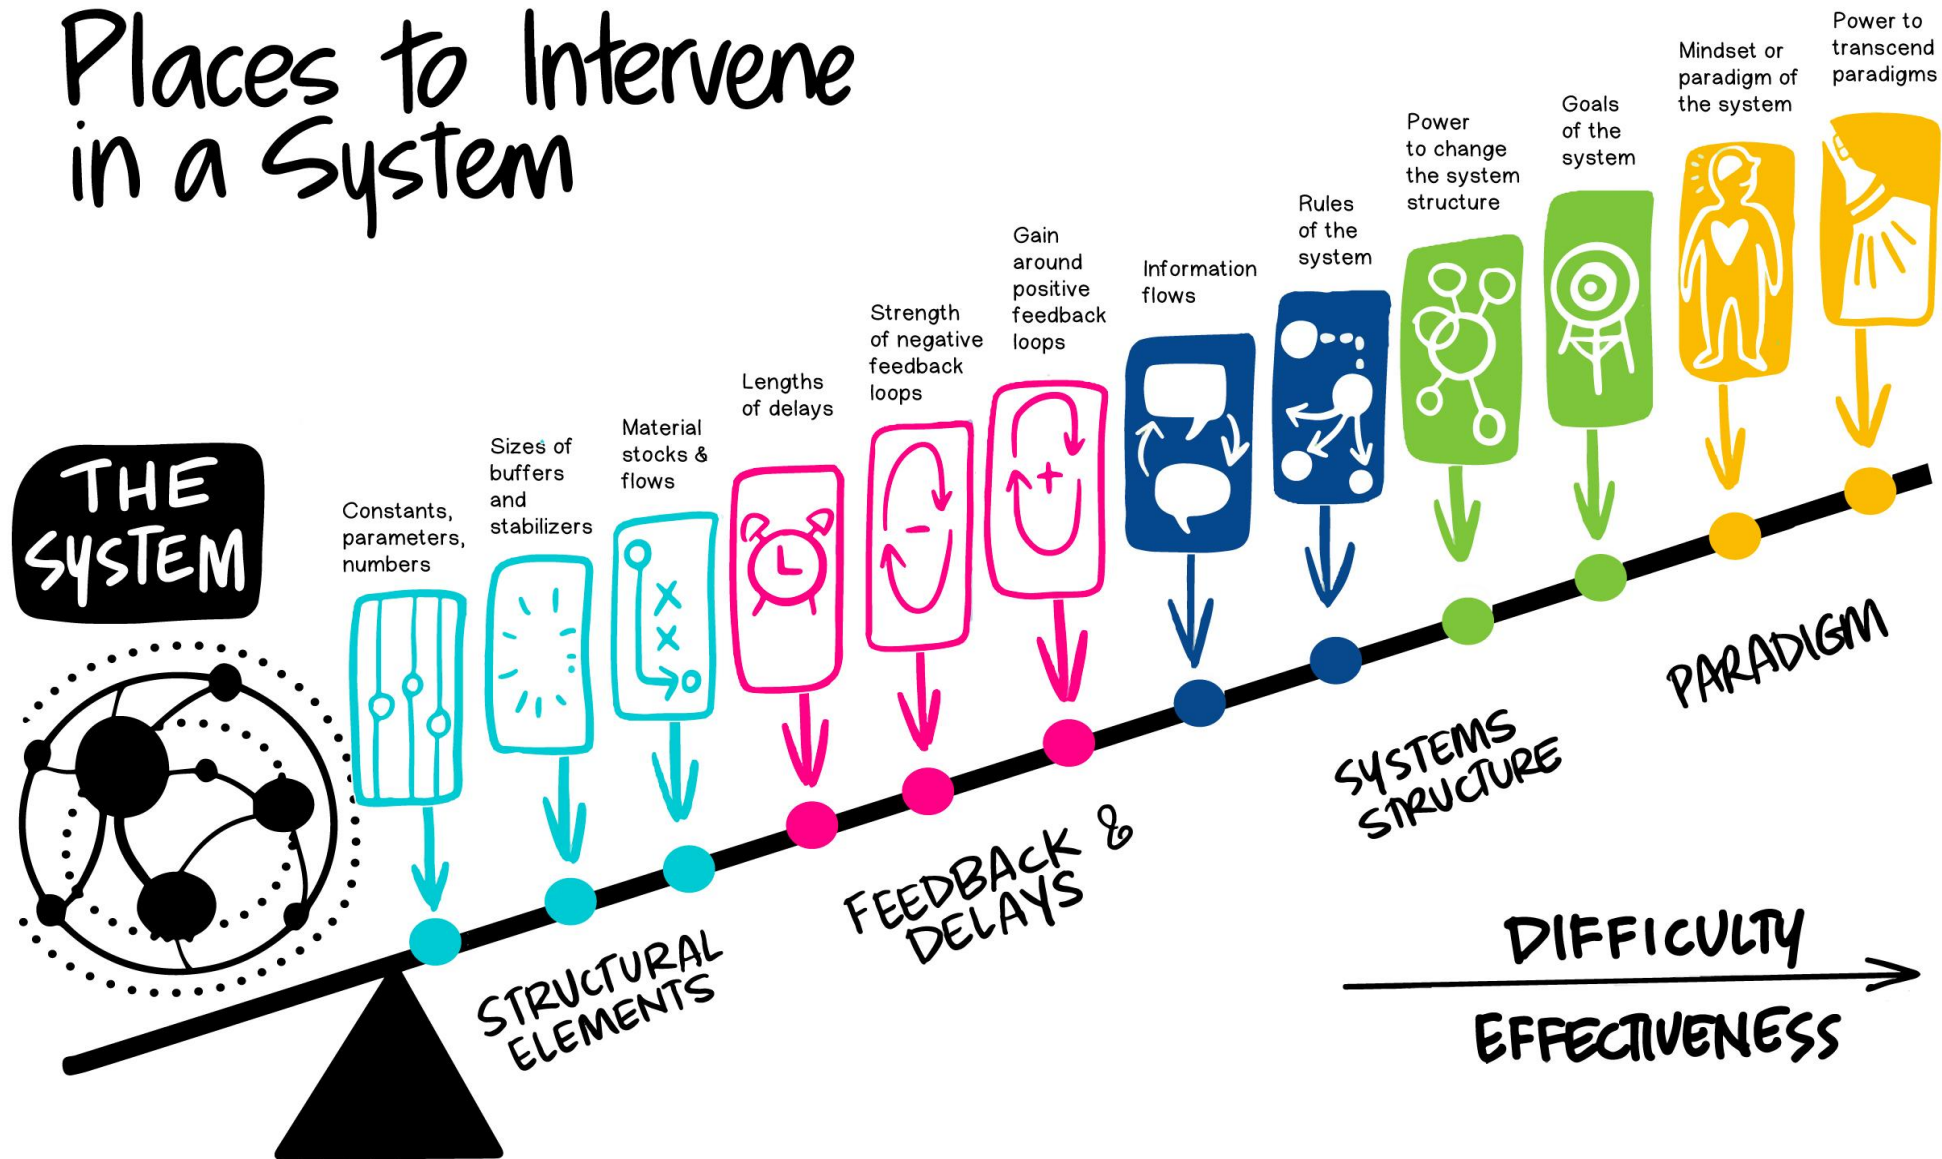 Places to Intervene
in a System
THE
SYSTEM
Constants,
parameters,
numbers
Sizes of
buffers
and
stabilizers
Material
stocks &
flows
Lengths
of delays
Strength
of negative
feedback
loops
Gain
around
positive
feedback
loops
Information
flows
Rules
of the
system
Power
to change
the system
structure
Goals
of the
system
Mindset or
paradigm of
the system
Power to
transcend
paradigms
-
+
STRUCTURAL
ELEMENTS
FEEDBACK &
DELAYS
SYSTEMS
STRUCTURE
PARADIGM
DIFFICULTY
EFFECTIVENESS